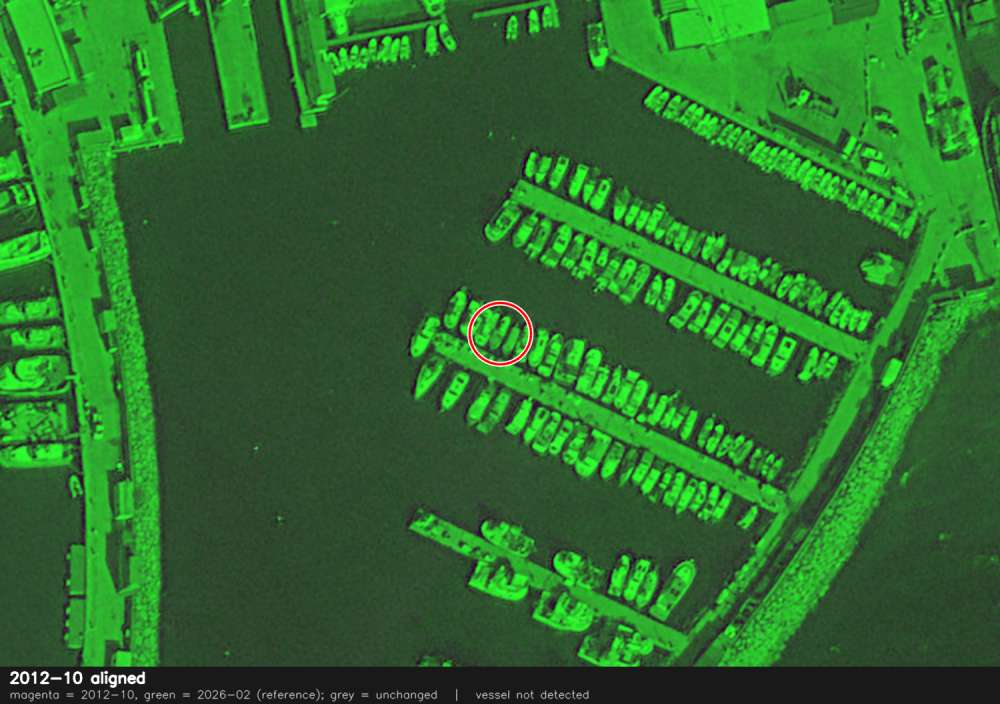 2012-10 aligned
magenta = 2012-10, green = 2026-02 (reference); grey = unchanged | vessel not detected